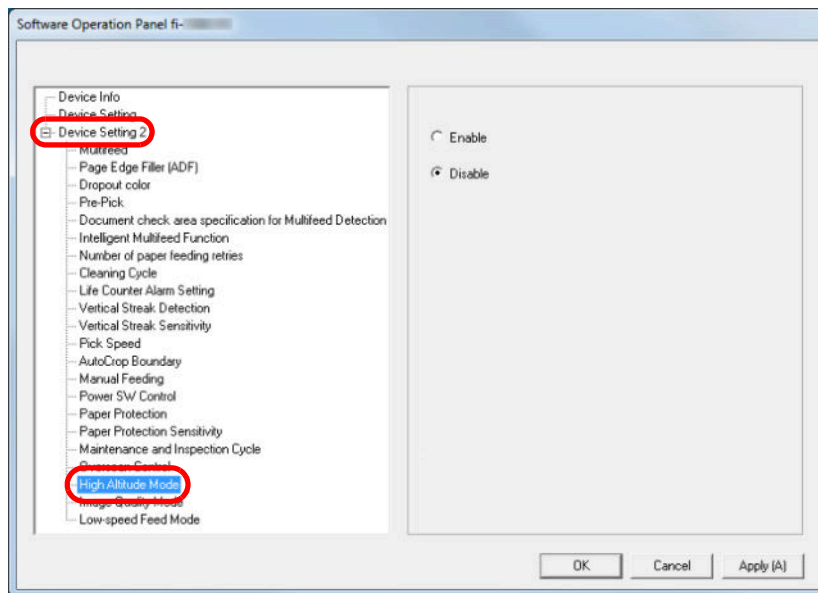 Software Operation Panel fi-
Device Info
Device Setting
Device Setting 2
Multifeed
Page Edge Filler (ADF)
Dropout color
Pre-Pick
Document check area specification for Multifeed Detection
Intelligent Multifeed Function
Number of paper feeding retries
Cleaning Cycle
Life Counter Alarm Setting
Vertical Streak Detection
Vertical Streak Sensitivity
Pick Speed
AutoCrop Boundary
Manual Feeding
Power SW Control
Paper Protection
Paper Protection Sensitivity
Maintenance and Inspection Cycle
Overscan Control
High Altitude Mode
Image Quality Mode
Low-speed Feed Mode
Enable
Disable
OK Cancel Apply (A)